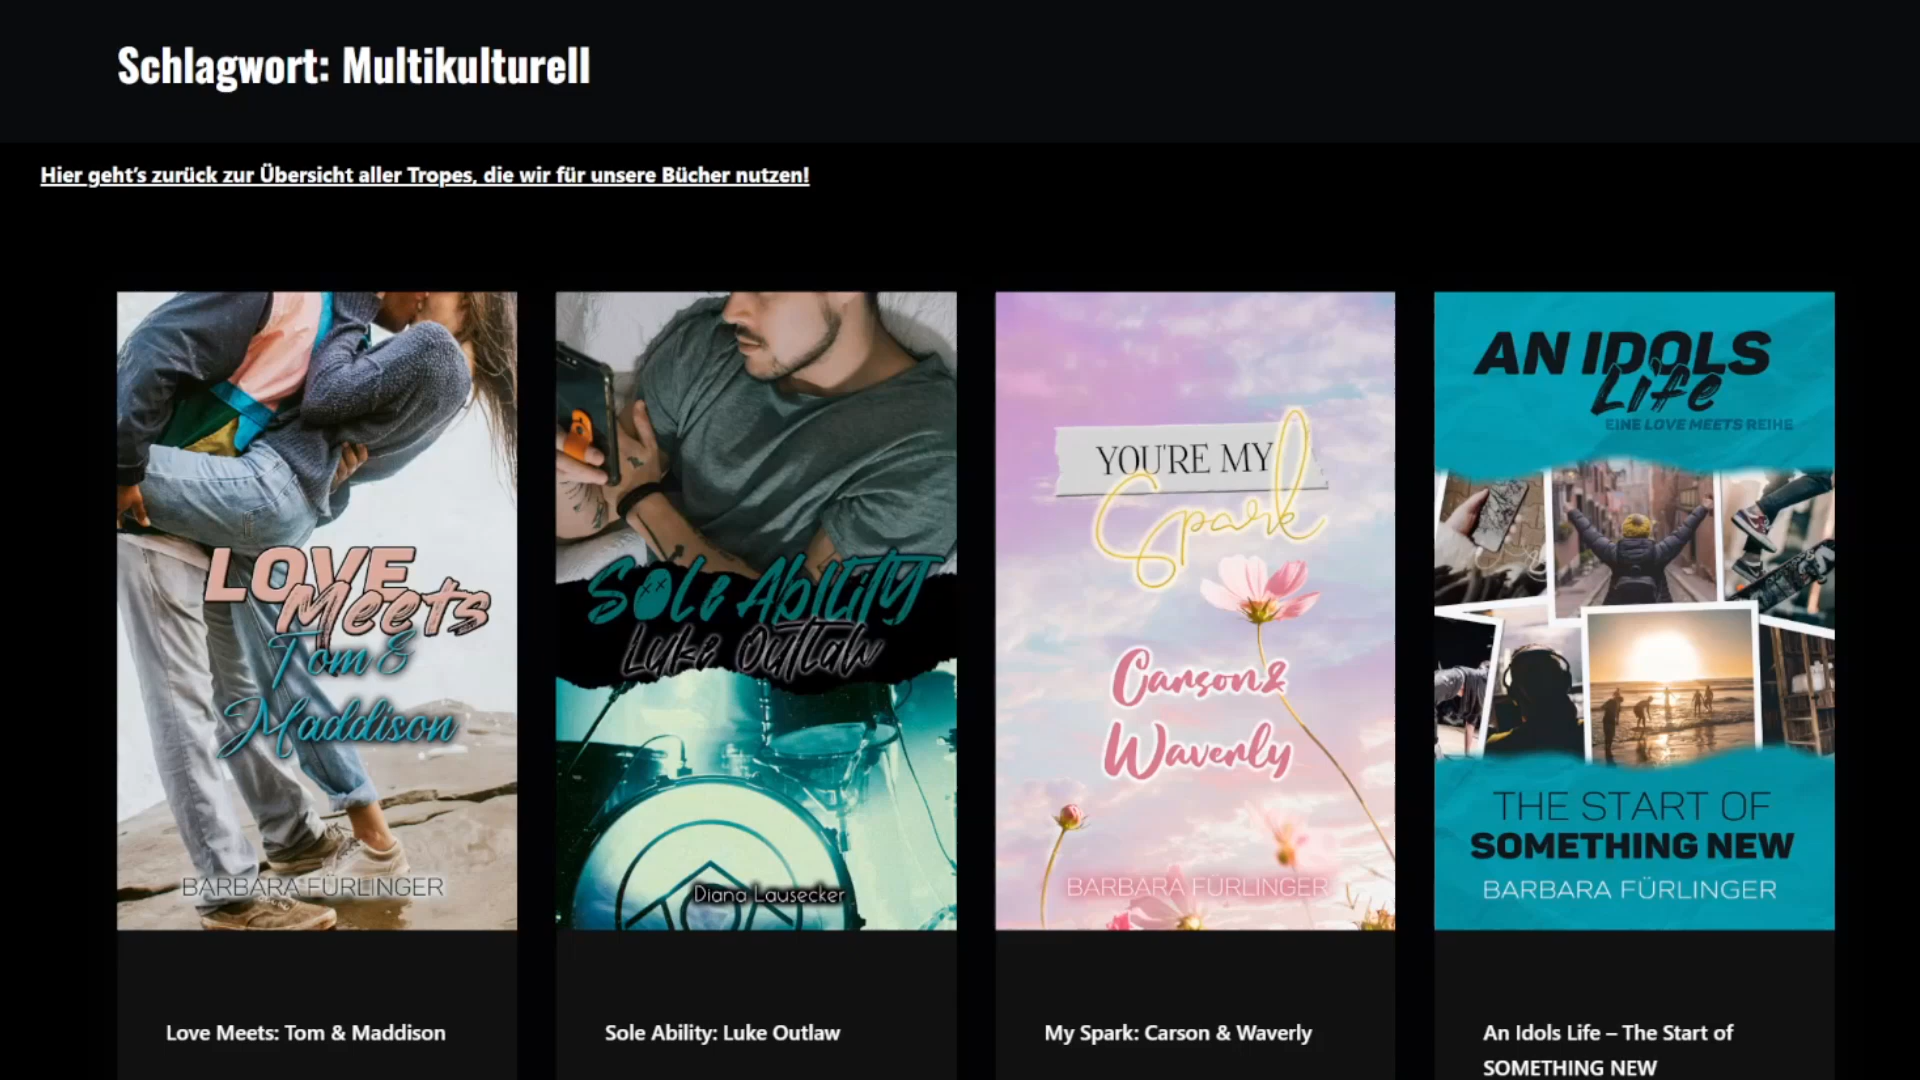 Schlagwort: Multikulturell
Hier geht's zurück zur Übersicht aller Tropes, die wir für unsere Bücher nutzen!
LOVE
Meets
Tom &
Maddison
BARBARA FÜRLINGER
Love Meets: Tom & Maddison
Sole Ability
Luke Outlaw
Diana Lausecker
Sole Ability: Luke Outlaw
YOU'RE MY
Spark
Carson &
Waverly
BARBARA FÜRLINGER
My Spark: Carson & Waverly
AN IDOLS
Life
EINE LOVE MEETS REIHE
THE START OF
SOMETHING NEW
BARBARA FÜRLINGER
An Idols Life – The Start of
SOMETHING NEW